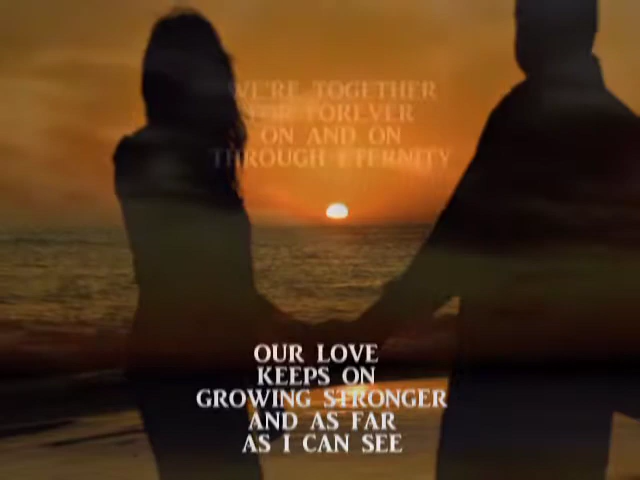 WE'RE TOGETHER
FOR FOREVER
ON AND ON
THROUGH ETERNITY
OUR LOVE
KEEPS ON
GROWING STRONGER
AND AS FAR
AS I CAN SEE